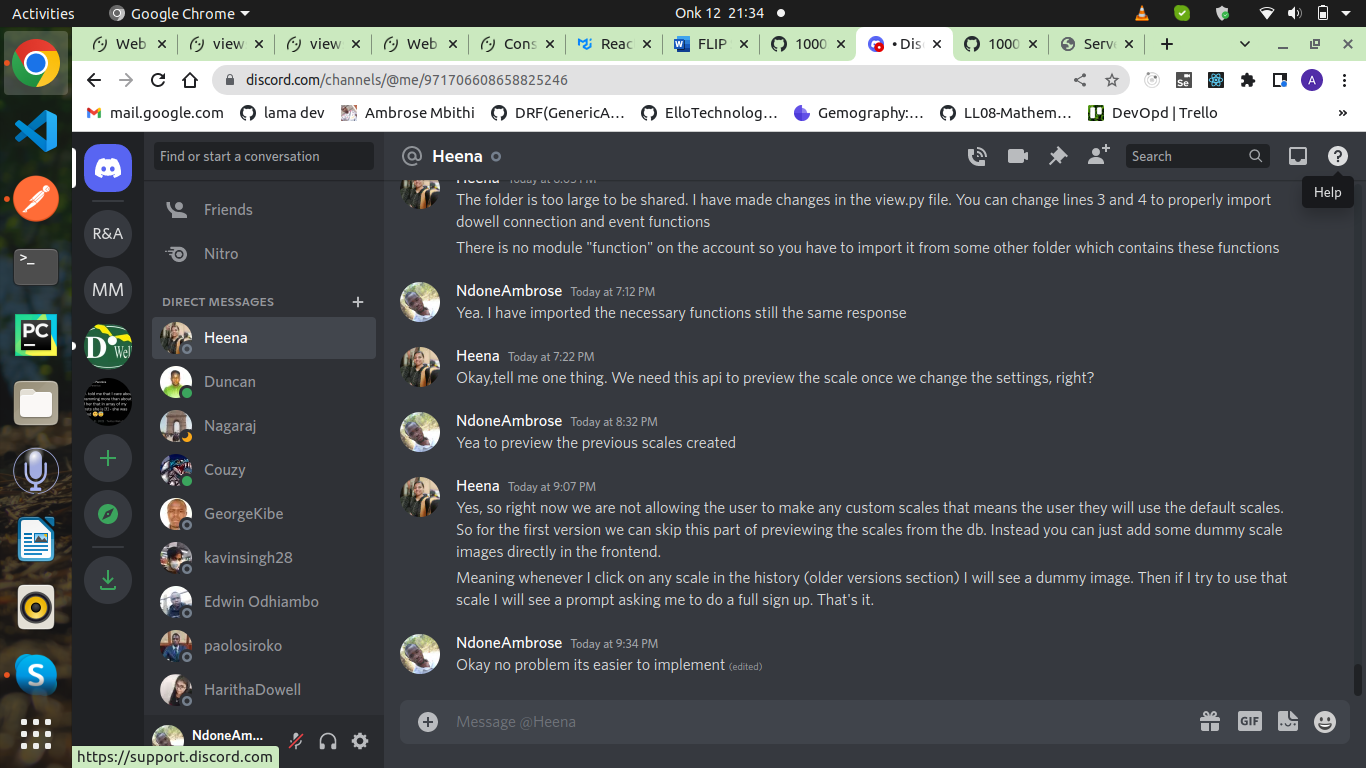 Activities
Google Chrome
Onk 12 21:34
Web
view
view
Web
Cons
Reac
FLIP
1000
• Disc
1000
Serve
discord.com/channels/@me/971706608658825246
Se
A
mail.google.com
lama dev
Ambrose Mbithi
DRF(GenericA...
ElloTechnolog...
Gemography:...
LL08-Mathem...
DevOpd | Trello
»
Find or start a conversation
Heena
Search
Help
R&A
MM
Friends
Nitro
DIRECT MESSAGES
Heena
Duncan
Nagaraj
Couzy
GeorgeKibe
kavinsingh28
Edwin Odhiambo
paolosiroko
HarithaDowell
NdoneAm...
https://support.discord.com
PC
Heena
The folder is too large to be shared. I have made changes in the view.py file. You can change lines 3 and 4 to properly import
dowell connection and event functions
There is no module "function" on the account so you have to import it from some other folder which contains these functions
NdoneAmbrose Today at 7:12 PM
Yea. I have imported the necessary functions still the same response
Heena Today at 7:22 PM
Okay,tell me one thing. We need this api to preview the scale once we change the settings, right?
NdoneAmbrose Today at 8:32 PM
Yea to preview the previous scales created
Heena Today at 9:07 PM
Yes, so right now we are not allowing the user to make any custom scales that means the user they will use the default scales.
So for the first version we can skip this part of previewing the scales from the db. Instead you can just add some dummy scale
images directly in the frontend.
Meaning whenever I click on any scale in the history (older versions section) I will see a dummy image. Then if I try to use that
scale I will see a prompt asking me to do a full sign up. That's it.
NdoneAmbrose Today at 9:34 PM
Okay no problem its easier to implement (edited)
Message @Heena
GIF